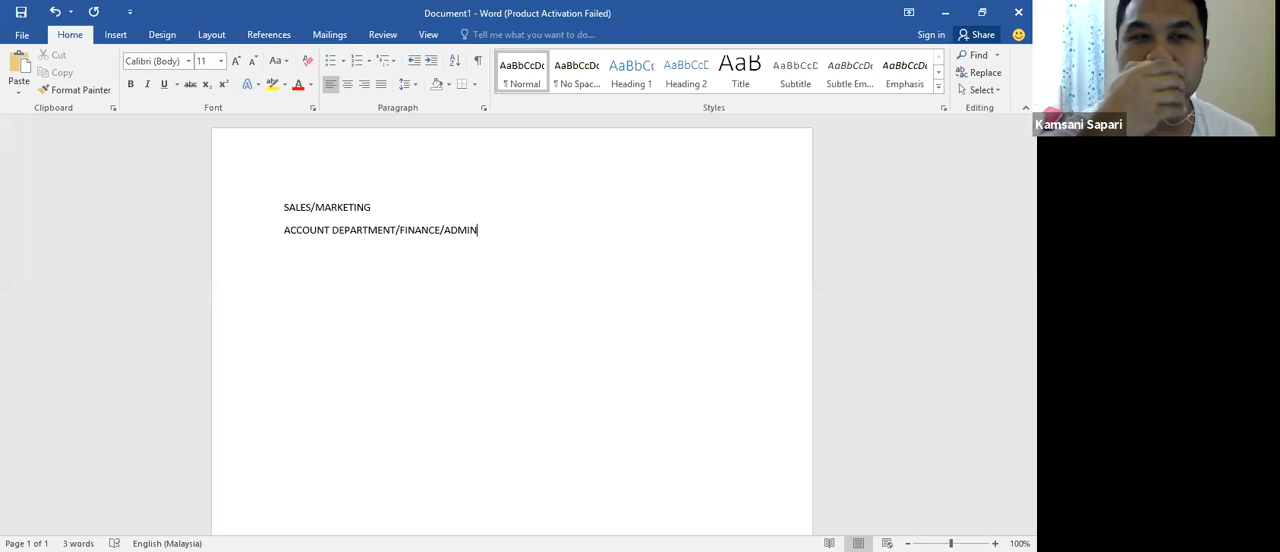 Document1 - Word (Product Activation Failed)
File Home Insert Design Layout References Mailings Review View Tell me what you want to do... Sign in Share
Paste
Cut
Copy
Format Painter
Clipboard
Calibri (Body) 11
Font
Paragraph
AaBbCcDc AaBbCcDc AaBbCc AaBbCcD AaB AaBbCcD AaBbCcDc AaBbCcDc
¶ Normal ¶ No Spac... Heading 1 Heading 2 Title Subtitle Subtle Em... Emphasis
Styles
Find
Replace
Select
Editing
Kamsani Sapari
SALES/MARKETING
ACCOUNT DEPARTMENT/FINANCE/ADMIN
Page 1 of 1 3 words English (Malaysia) 100%